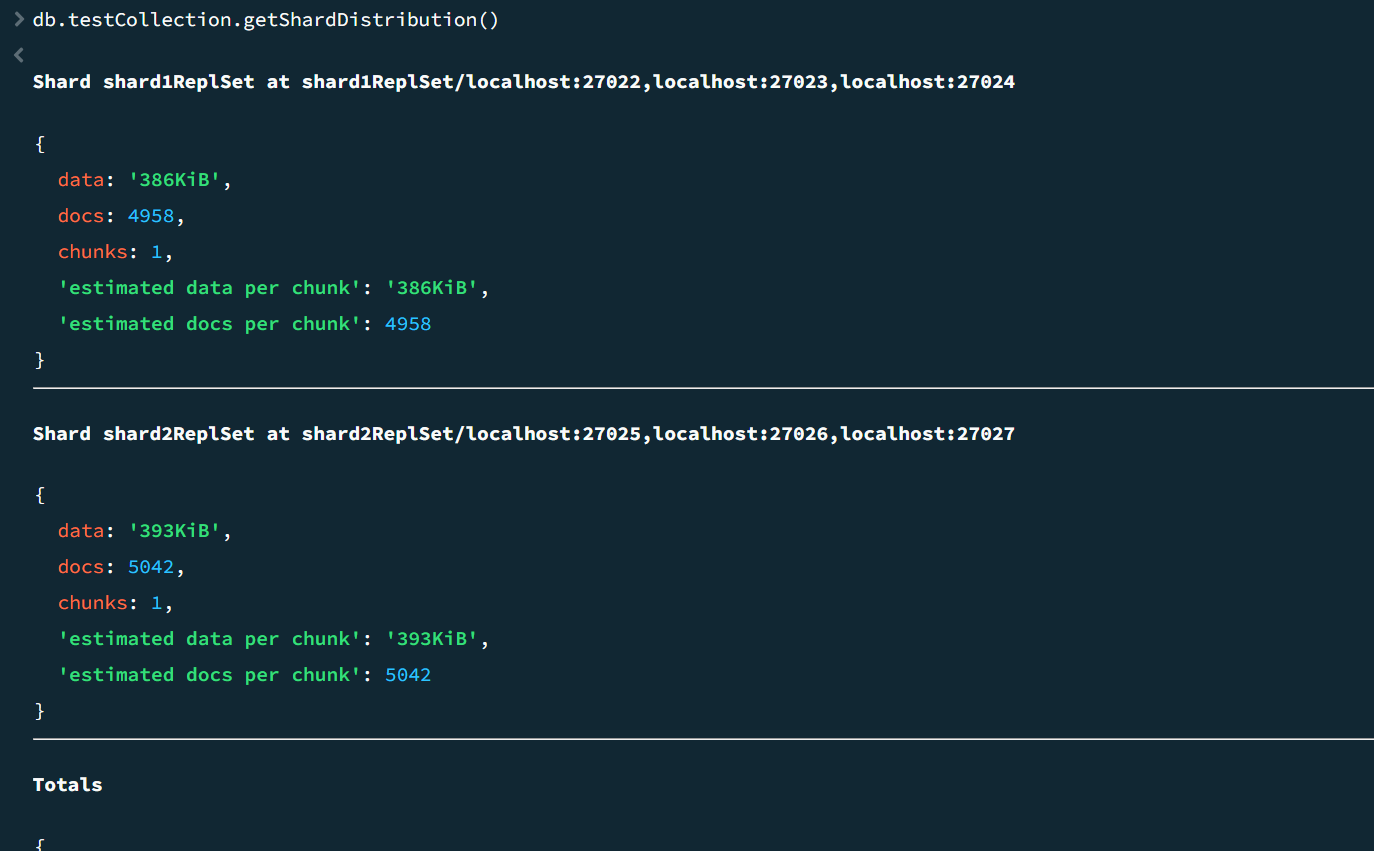 db.testCollection.getShardDistribution()
Shard shard1ReplSet at shard1ReplSet/localhost:27022,localhost:27023,localhost:27024
{
data: '386KiB',
docs: 4958,
chunks: 1,
'estimated data per chunk': '386KiB',
'estimated docs per chunk': 4958
}
Shard shard2ReplSet at shard2ReplSet/localhost:27025,localhost:27026,localhost:27027
{
data: '393KiB',
docs: 5042,
chunks: 1,
'estimated data per chunk': '393KiB',
'estimated docs per chunk': 5042
}
Totals
{